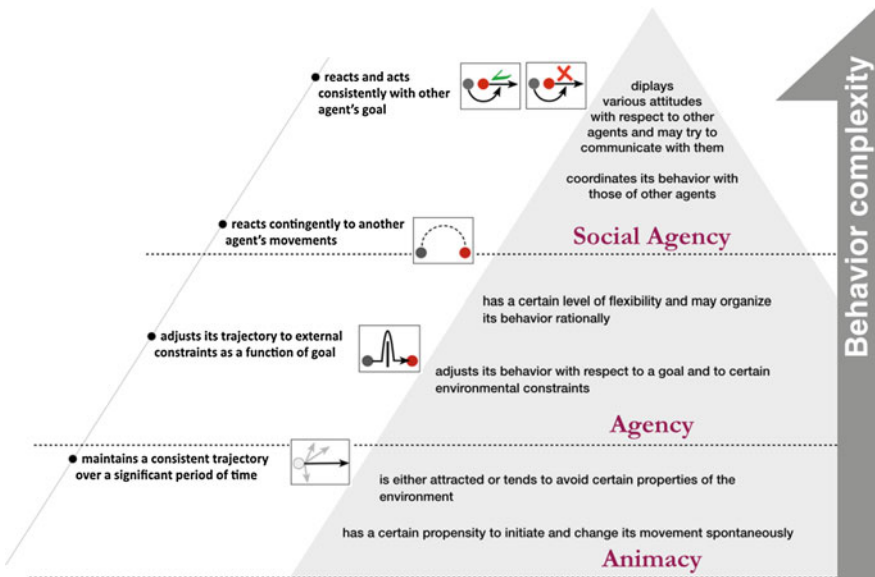 reacts and acts
consistently with other
agent's goal
diplays
various attitudes
with respect to other
agents and may try to
communicate with them
coordinates its behavior with
those of other agents
reacts contingently to another
agent's movements
Social Agency
has a certain level of flexibility and may organize
its behavior rationally
adjusts its trajectory to external
constraints as a function of goal
adjusts its behavior with respect to a goal and to certain
environmental constraints
Agency
maintains a consistent trajectory
over a significant period of time
is either attracted or tends to avoid certain properties of the
environment
has a certain propensity to initiate and change its movement spontaneously
Animacy
Behavior complexity